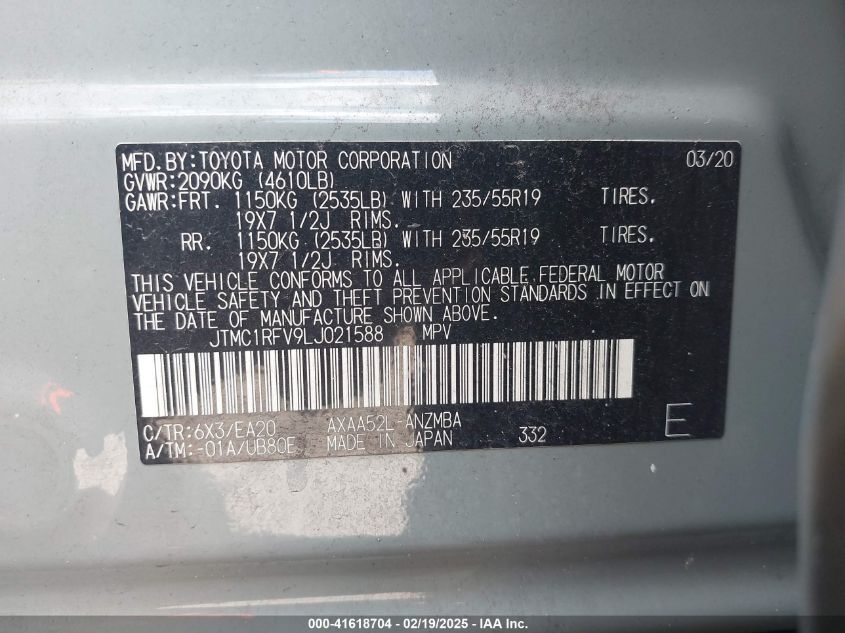 MFD.BY:TOYOTA MOTOR CORPORATION 03/20
GVWR:2090KG (4610LB)
GAWR:FRT. 1150KG (2535LB) WITH 235/55R19 TIRES.
19X7 1/2J RIMS.
RR. 1150KG (2535LB) WITH 235/55R19 TIRES.
19X7 1/2J RIMS.
THIS VEHICLE CONFORMS TO ALL APPLICABLE FEDERAL MOTOR
VEHICLE SAFETY AND THEFT PREVENTION STANDARDS IN EFFECT ON
THE DATE OF MANUFACTURE SHOWN ABOVE.
JTMC1RFV9LJ021588 MPV
C/TR:6X3/EA20 AXAA52L-ANZMBA
A/TM:-01A/UB80E MADE IN JAPAN 332 E
000-41618704 - 02/19/2025 - IAA, Inc.